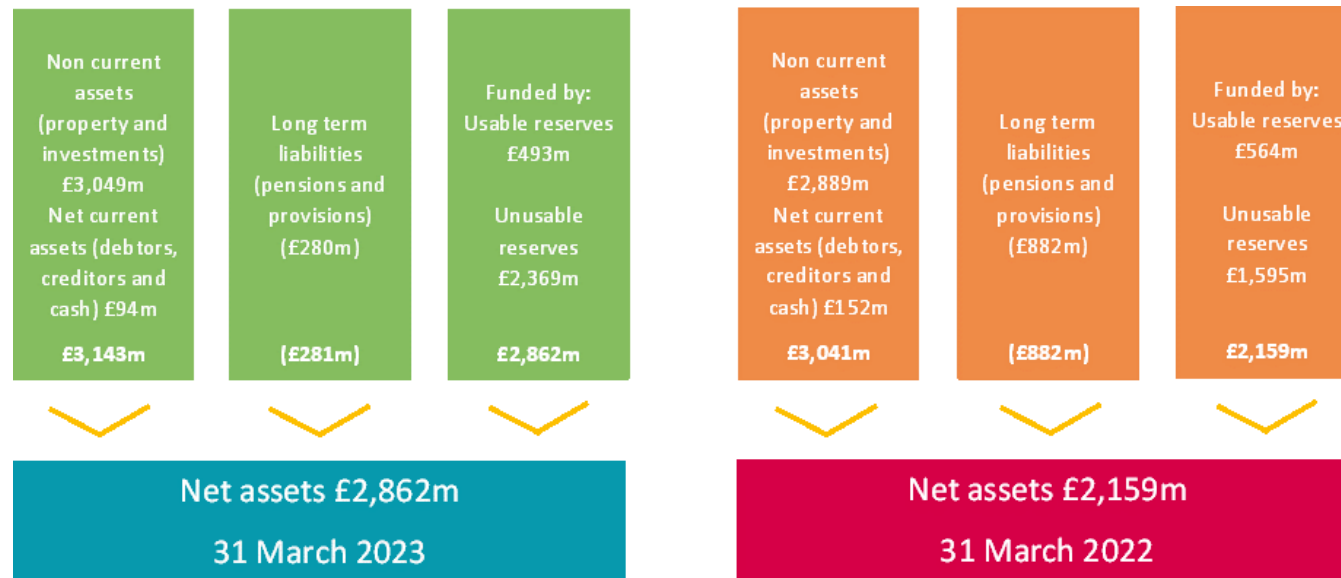 Non current
assets
(property and
investments)
£3,049m
Net current
assets (debtors,
creditors and
cash) £94m
£3,143m
Long term
liabilities
(pensions and
provisions)
(£280m)
(£281m)
Funded by:
Usable reserves
£493m
Unusable
reserves
£2,369m
£2,862m
Net assets £2,862m
31 March 2023
Non current
assets
(property and
investments)
£2,889m
Net current
assets (debtors,
creditors and
cash) £152m
£3,041m
Long term
liabilities
(pensions and
provisions)
(£882m)
(£882m)
Funded by:
Usable reserves
£564m
Unusable
reserves
£1,595m
£2,159m
Net assets £2,159m
31 March 2022